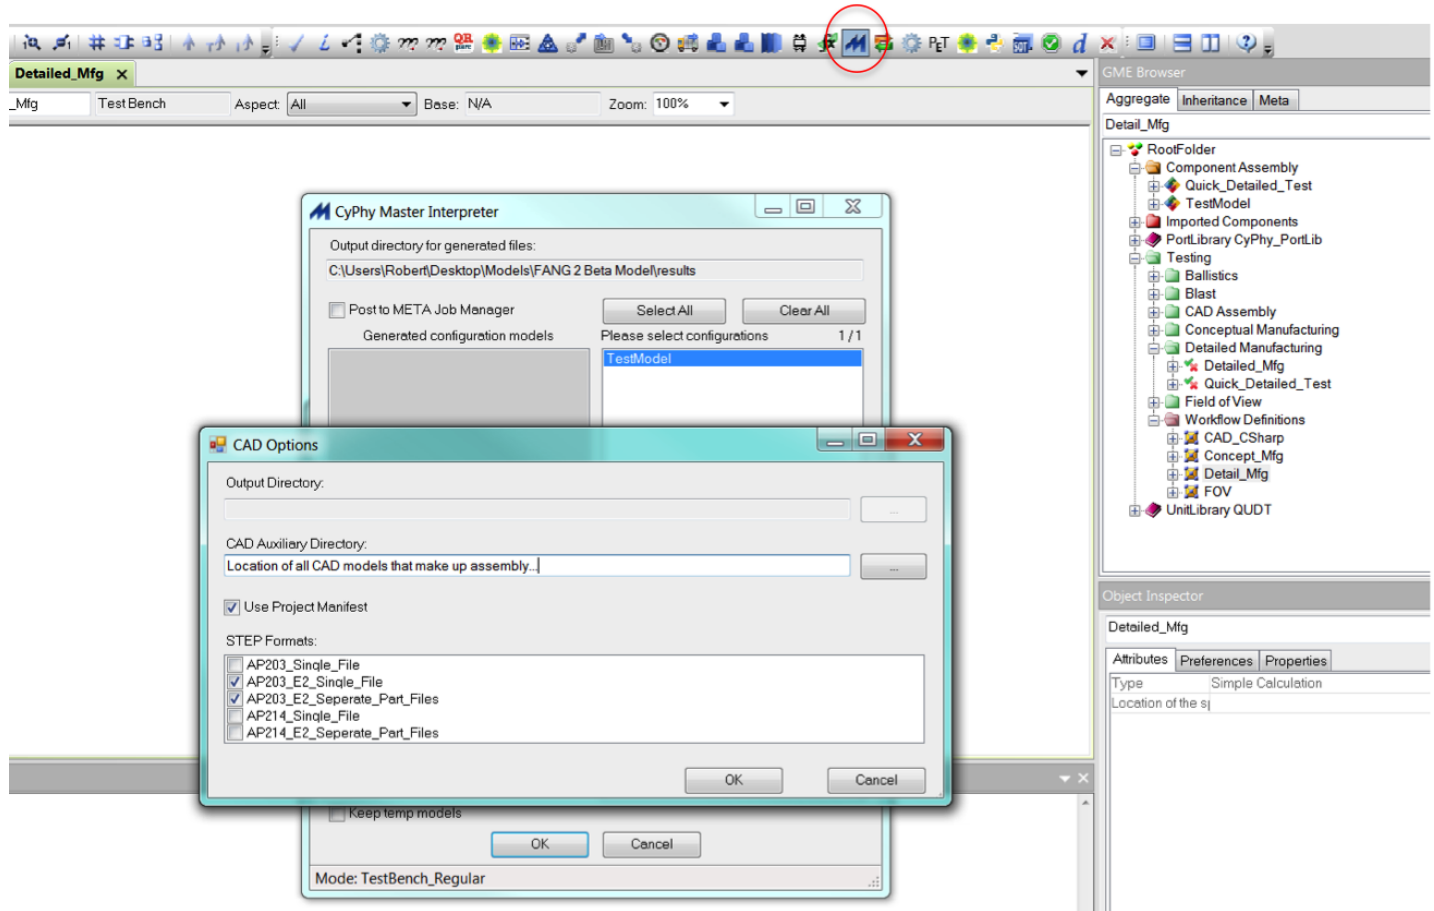 QR
parc
PET
SOT
d
Detailed_Mfg
_Mfg
Test Bench
Aspect: All
Base: N/A
Zoom: 100%
CyPhy Master Interpreter
Output directory for generated files:
C:\Users\Robert\Desktop\Models\FANG 2 Beta Model\results
Post to META Job Manager
Select All
Clear All
Generated configuration models
Please select configurations
1 / 1
TestModel
CAD Options
Output Directory:
...
CAD Auxiliary Directory:
Location of all CAD models that make up assembly...
...
Use Project Manifest
STEP Formats:
AP203_Single_File
AP203_E2_Single_File
AP203_E2_Seperate_Part_Files
AP214_Single_File
AP214_E2_Seperate_Part_Files
OK
Cancel
Keep temp models
OK
Cancel
Mode: TestBench_Regular
GME Browser
Aggregate
Inheritance
Meta
Detail_Mfg
RootFolder
Component Assembly
Quick_Detailed_Test
TestModel
Imported Components
PortLibrary CyPhy_PortLib
Testing
Ballistics
Blast
CAD Assembly
Conceptual Manufacturing
Detailed Manufacturing
Detailed_Mfg
Quick_Detailed_Test
Field of View
Workflow Definitions
CAD_CSharp
Concept_Mfg
Detail_Mfg
FOV
UnitLibrary QUDT
Object Inspector
Detailed_Mfg
Attributes
Preferences
Properties
Type
Simple Calculation
Location of the s